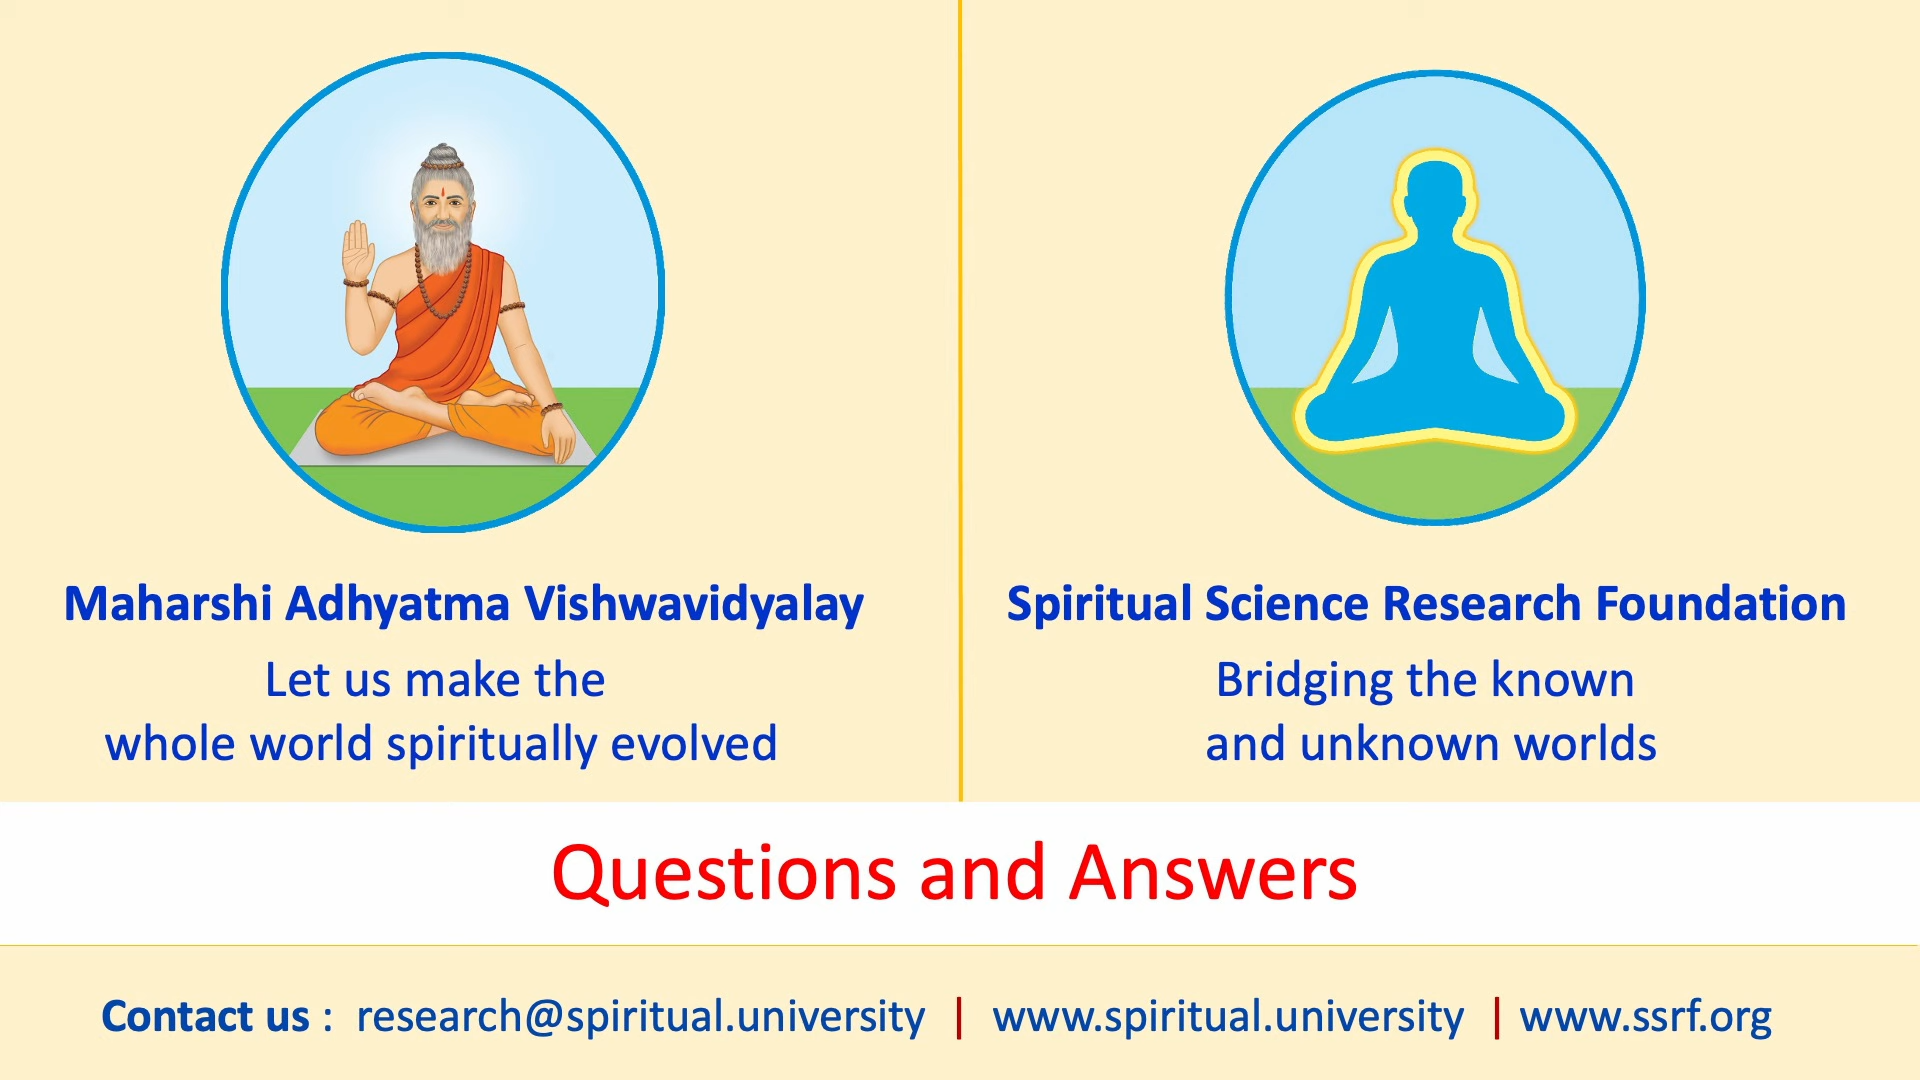 Maharshi Adhyatma Vishwavidyalay
Let us make the
whole world spiritually evolved
Spiritual Science Research Foundation
Bridging the known
and unknown worlds
Questions and Answers
Contact us : research@spiritual.university | www.spiritual.university | www.ssrf.org